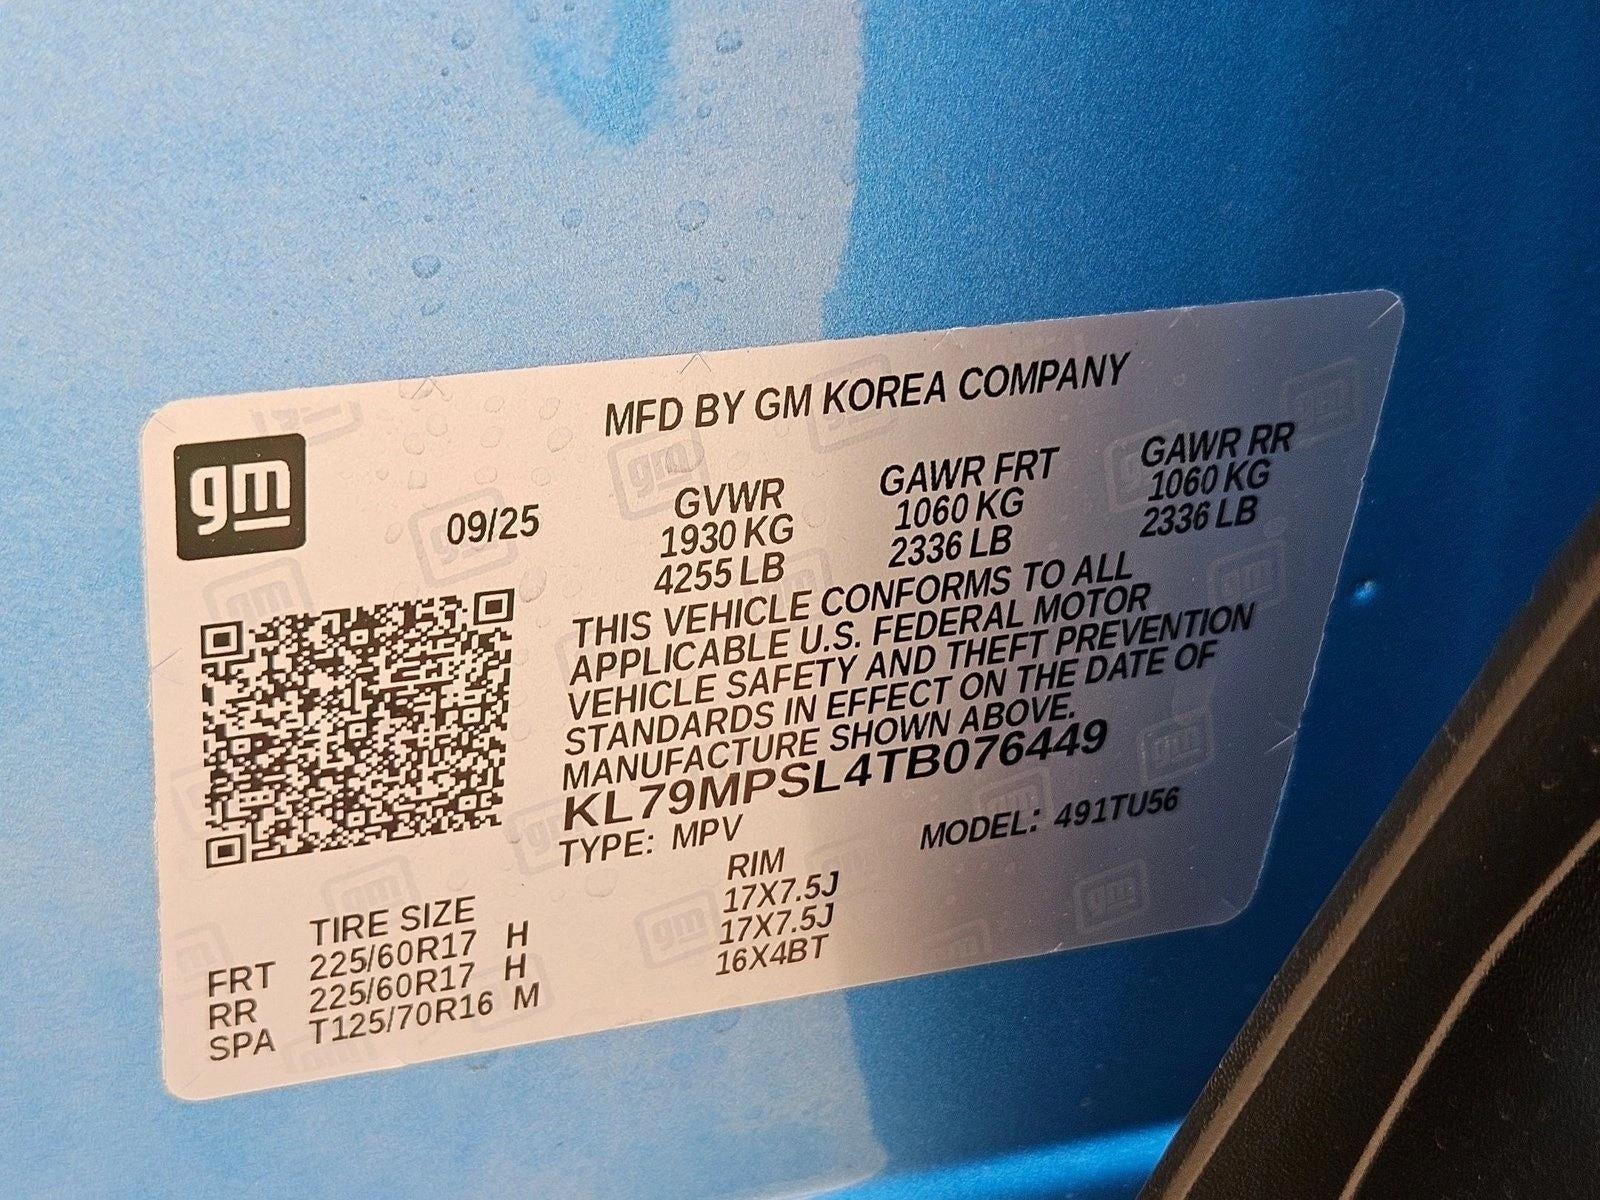 MFD BY GM KOREA COMPANY
gm
09/25
GVWR
1930 KG
4255 LB
GAWR FRT
1060 KG
2336 LB
GAWR RR
1060 KG
2336 LB
THIS VEHICLE CONFORMS TO ALL
APPLICABLE U.S. FEDERAL MOTOR
VEHICLE SAFETY AND THEFT PREVENTION
STANDARDS IN EFFECT ON THE DATE OF
MANUFACTURE SHOWN ABOVE.
KL79MPSL4TB076449
TYPE: MPV
MODEL: 491TU56
TIRE SIZE RIM
FRT 225/60R17 H 17X7.5J
RR 225/60R17 H 17X7.5J
SPA T125/70R16 M 16X4BT